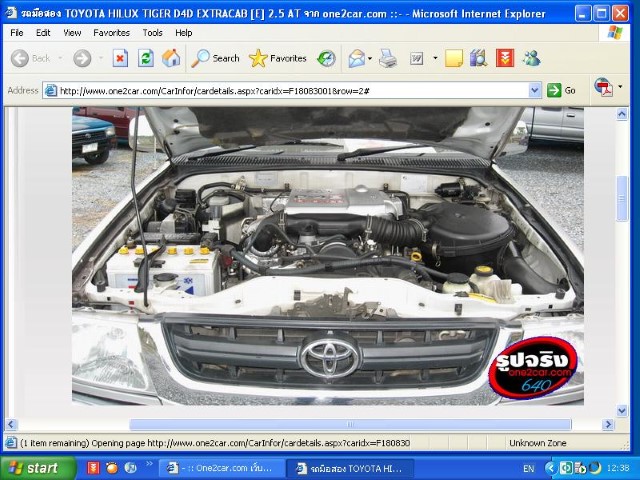 รถมือสอง TOYOTA HILUX TIGER D4D EXTRACAB [E] 2.5 AT จาก one2car.com ::- - Microsoft Internet Explorer
File Edit View Favorites Tools Help
Back Search Favorites
Address http://www.one2car.com/CarInfor/cardetails.aspx?caridx=F18083001&row=2# Go
รูปจริง
one2car.com
640
(1 item remaining) Opening page http://www.one2car.com/CarInfor/cardetails.aspx?caridx=F180830 Unknown Zone
start - :: One2car.com เว็บ... รถมือสอง TOYOTA HI... EN 12:38